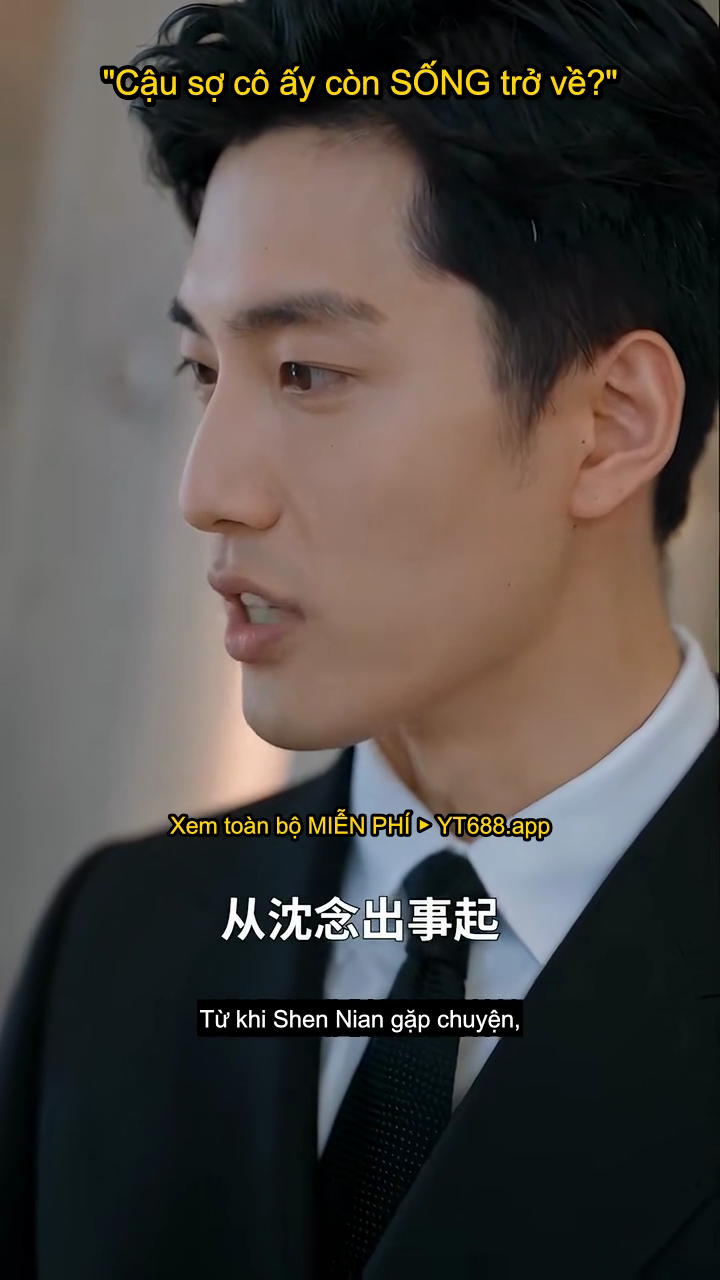 "Cậu sợ cô ấy còn SỐNG trở về?"
Xem toàn bộ MIỄN PHÍ ▸ YT688.app
从沈念出事起
Từ khi Shen Nian gặp chuyện,